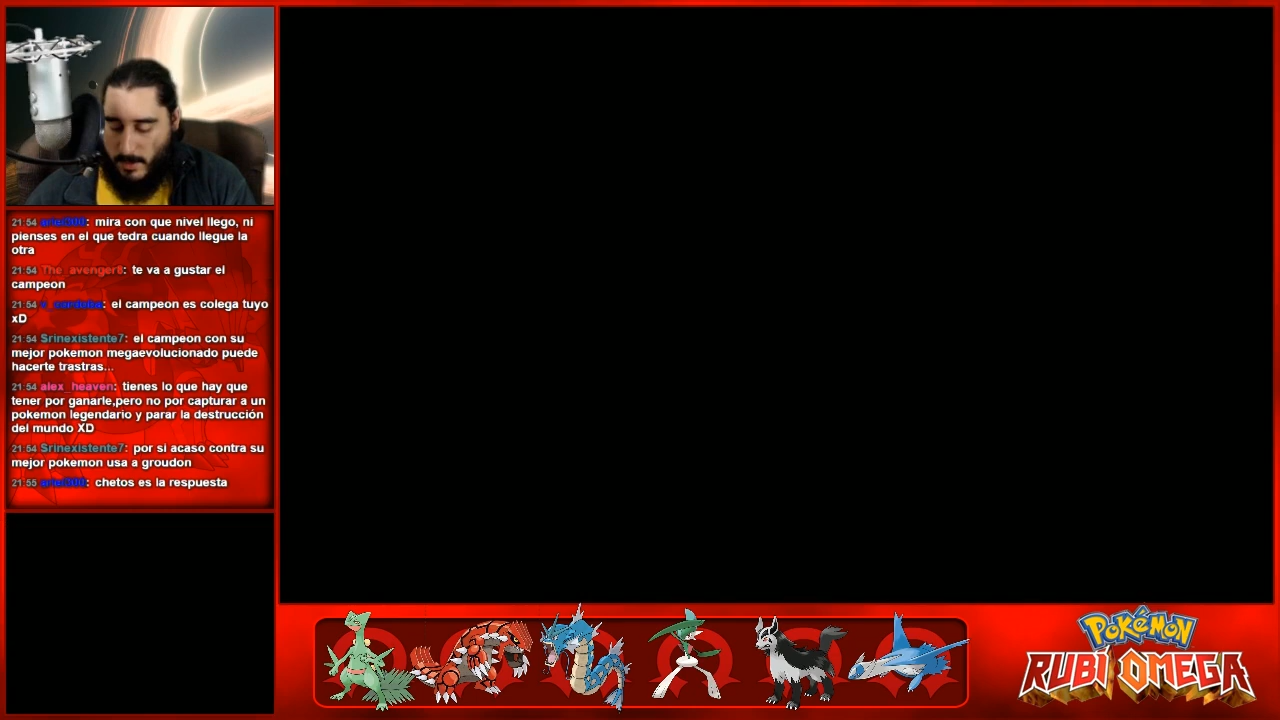 21:54 : mira con que nivel llego, ni
pienses en el que tedra cuando llegue la
otra
21:54 The_avenger8: te va a gustar el
campeon
21:54 : el campeon es colega tuyo
xD
21:54 Srinexistente7: el campeon con su
mejor pokemon megaevolucionado puede
hacerte trastras...
21:54 alex_heaven: tienes lo que hay que
tener por ganarle,pero no por capturar a un
pokemon legendario y parar la destrucción
del mundo XD
21:54 Srinexistente7: por si acaso contra su
mejor pokemon usa a groudon
21:55 : chetos es la respuesta
POKéMON
RUBI OMEGA